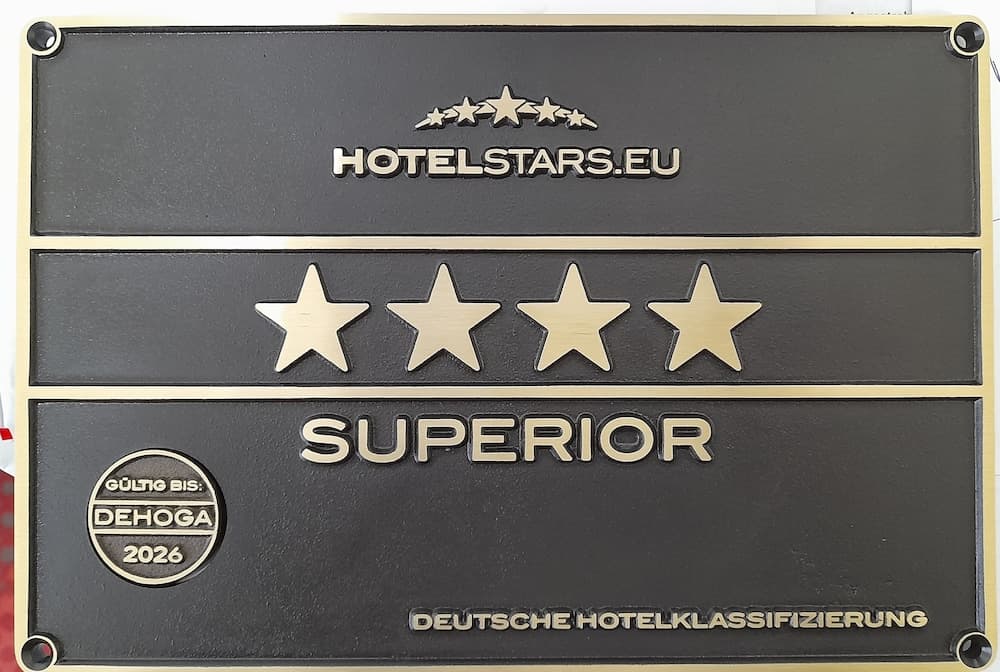 HOTELSTARS.EU
SUPERIOR
GÜLTIG BIS:
DEHOGA
2026
DEUTSCHE HOTELKLASSIFIZIERUNG